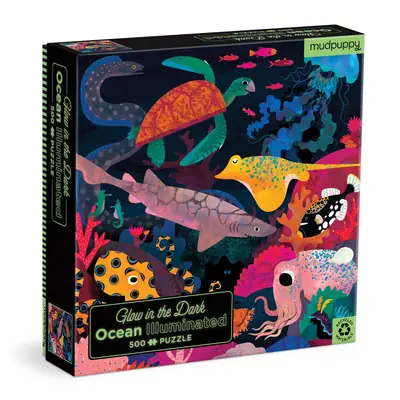 mudpuppy
Glow in the Dark
Ocean Illuminated
500 PUZZLE
Glow in the Dark
Ocean Illuminated
500 PUZZLE